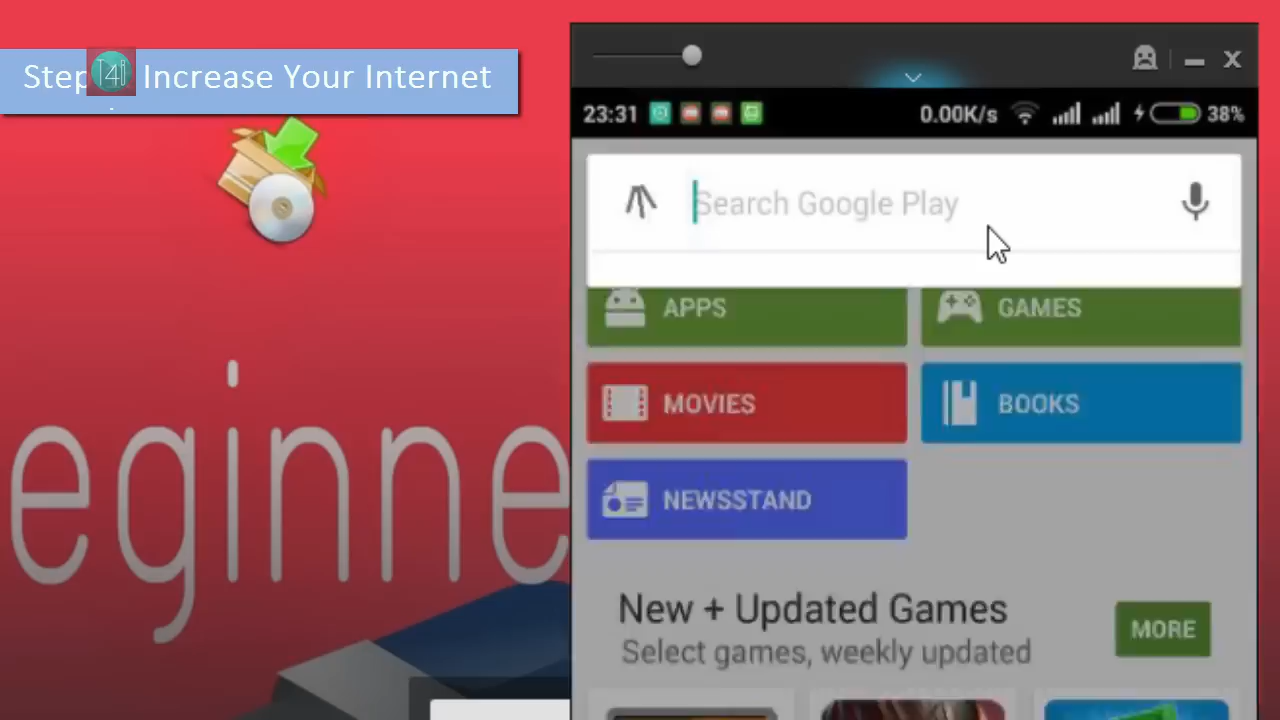 Step T4i Increase Your Internet
23:31 0.00K/s 38%
Search Google Play
APPS GAMES
MOVIES BOOKS
NEWSSTAND
eginne
New + Updated Games
MORE
Select games, weekly updated